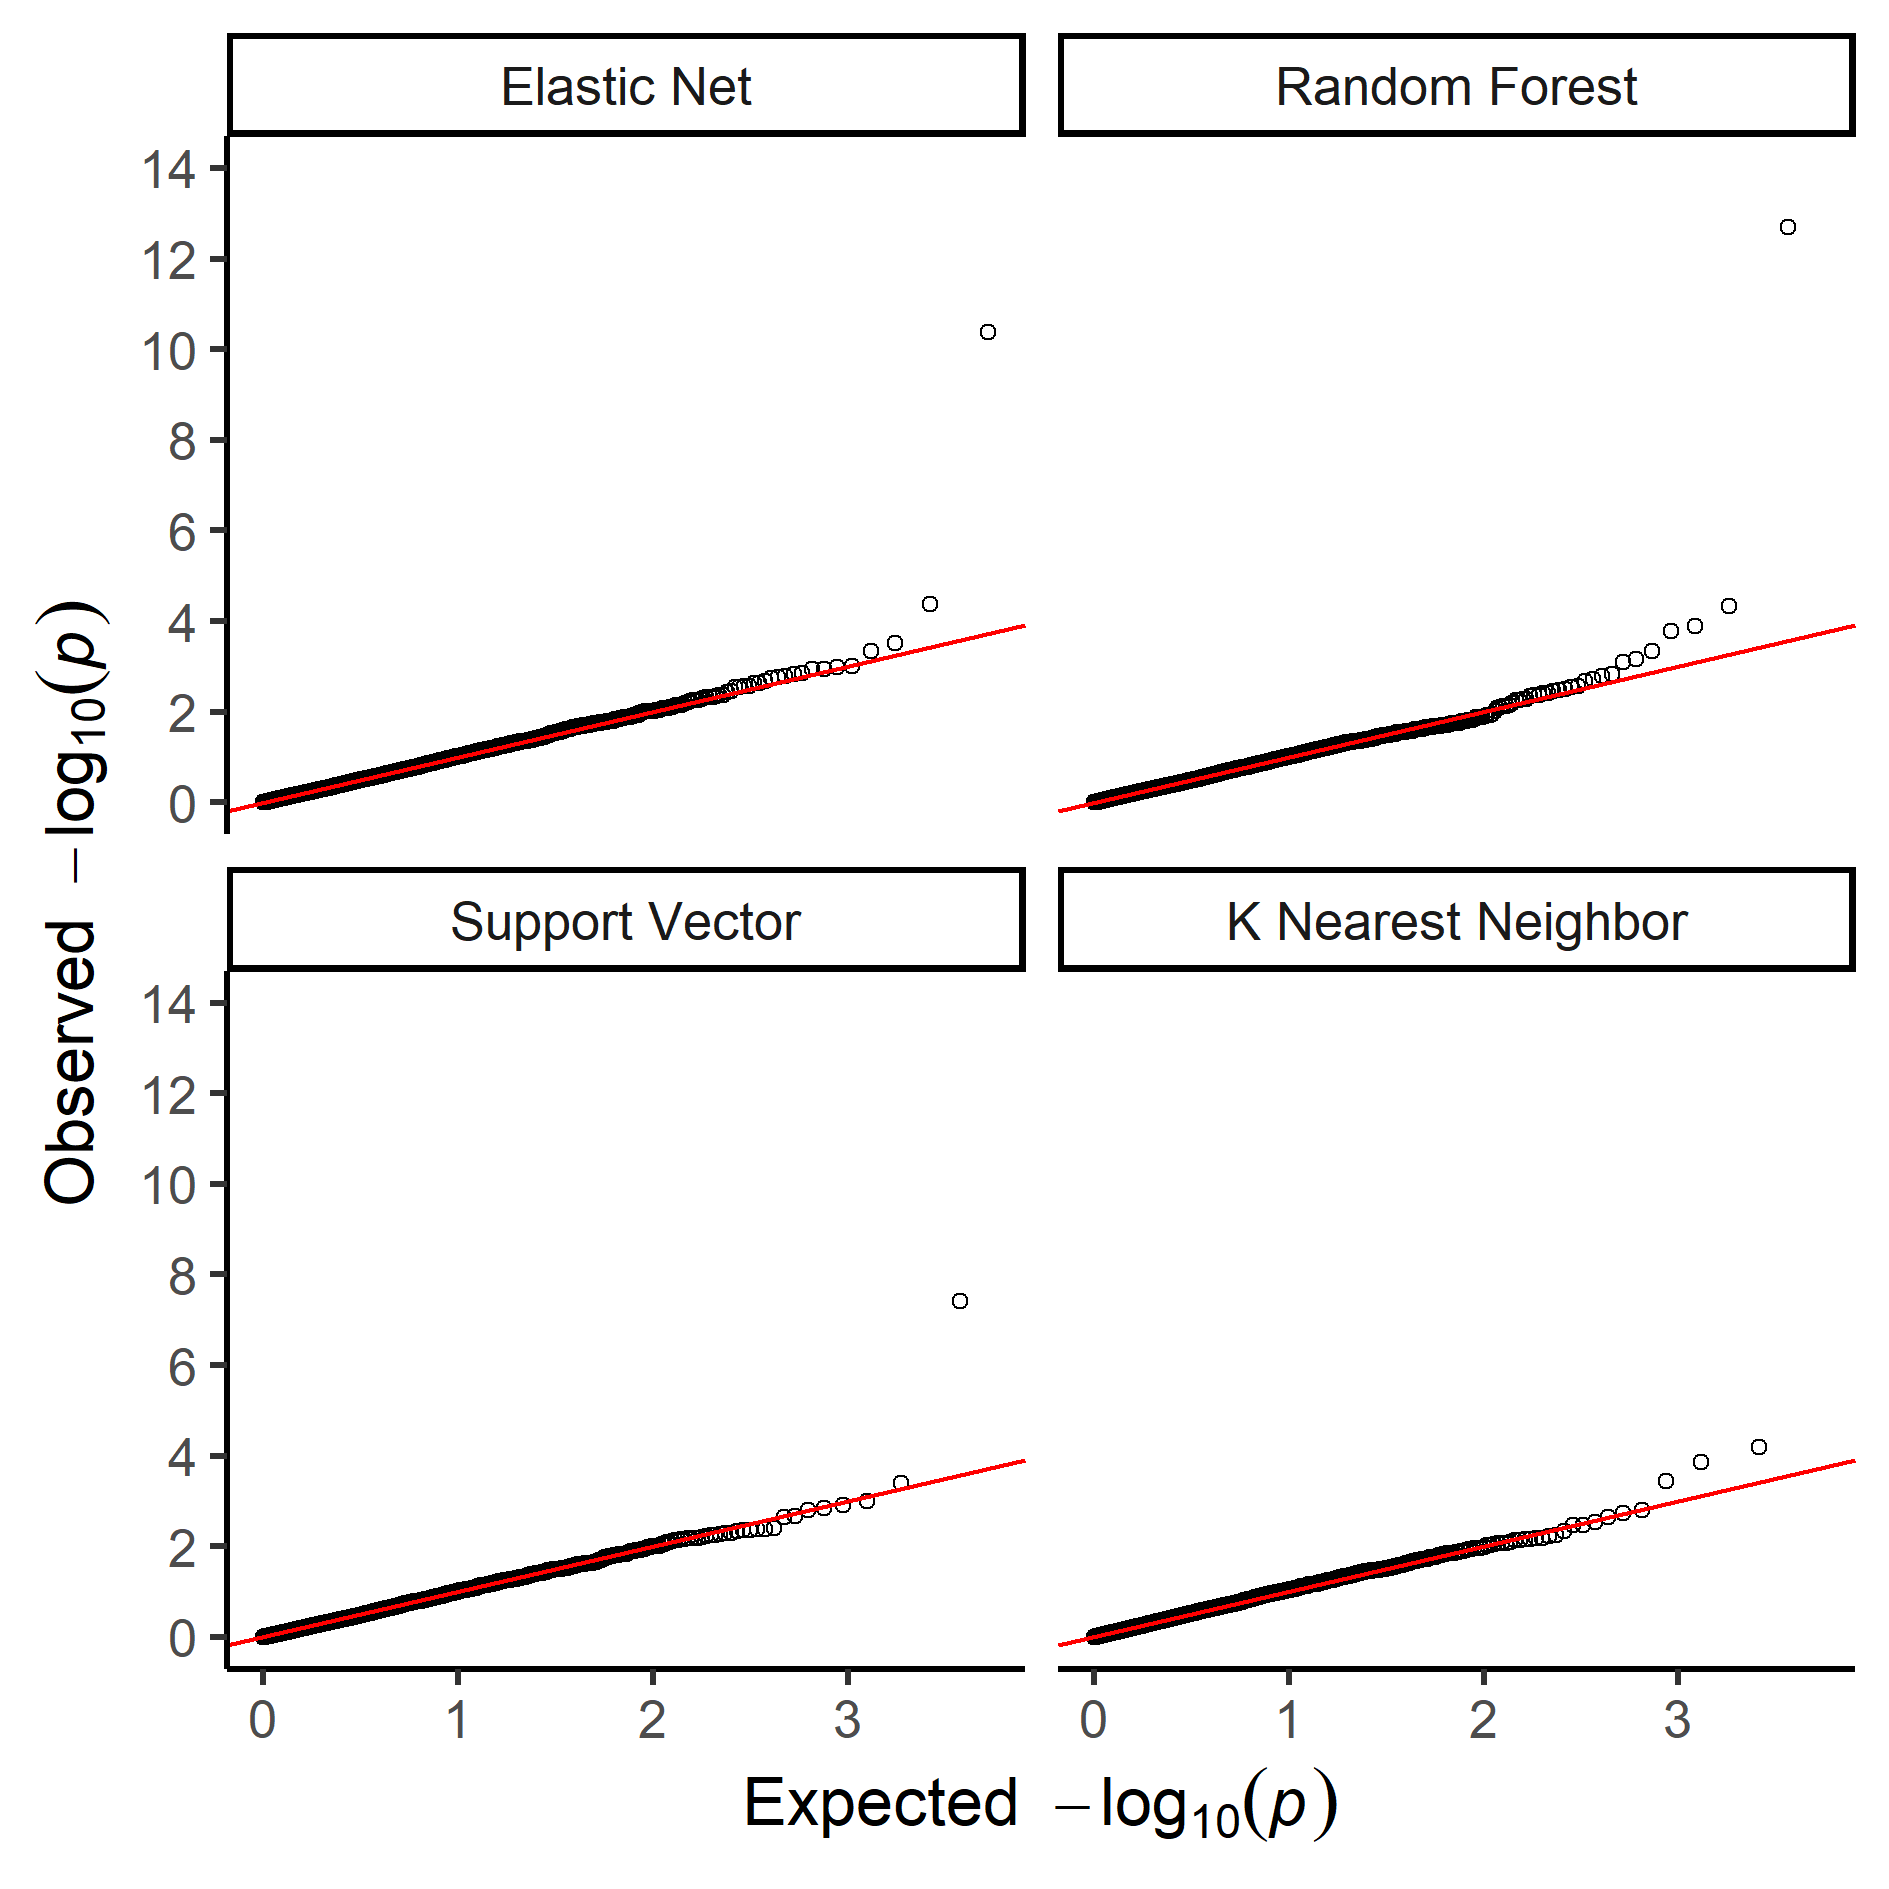 Elastic Net
Random Forest
14
12
10
8
6
4
2
0
Support Vector
K Nearest Neighbor
14
12
10
8
6
4
2
0
0 1 2 3
0 1 2 3
Expected −log10(p)
Observed −log10(p)